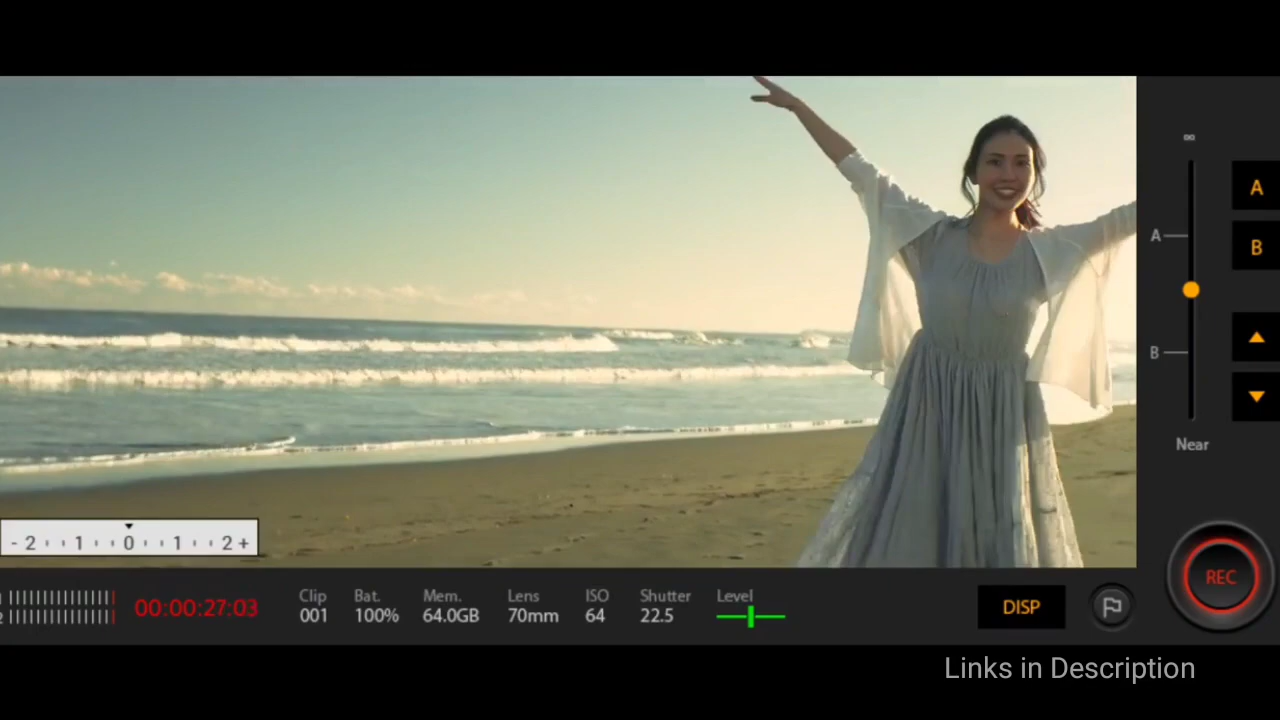 ∞
A
A
B
B
Near
- 2 1 0 1 2 +
REC
00:00:27:03
Clip Bat. Mem. Lens ISO Shutter Level
001 100% 64.0GB 70mm 64 22.5
DISP
2
Links in Description